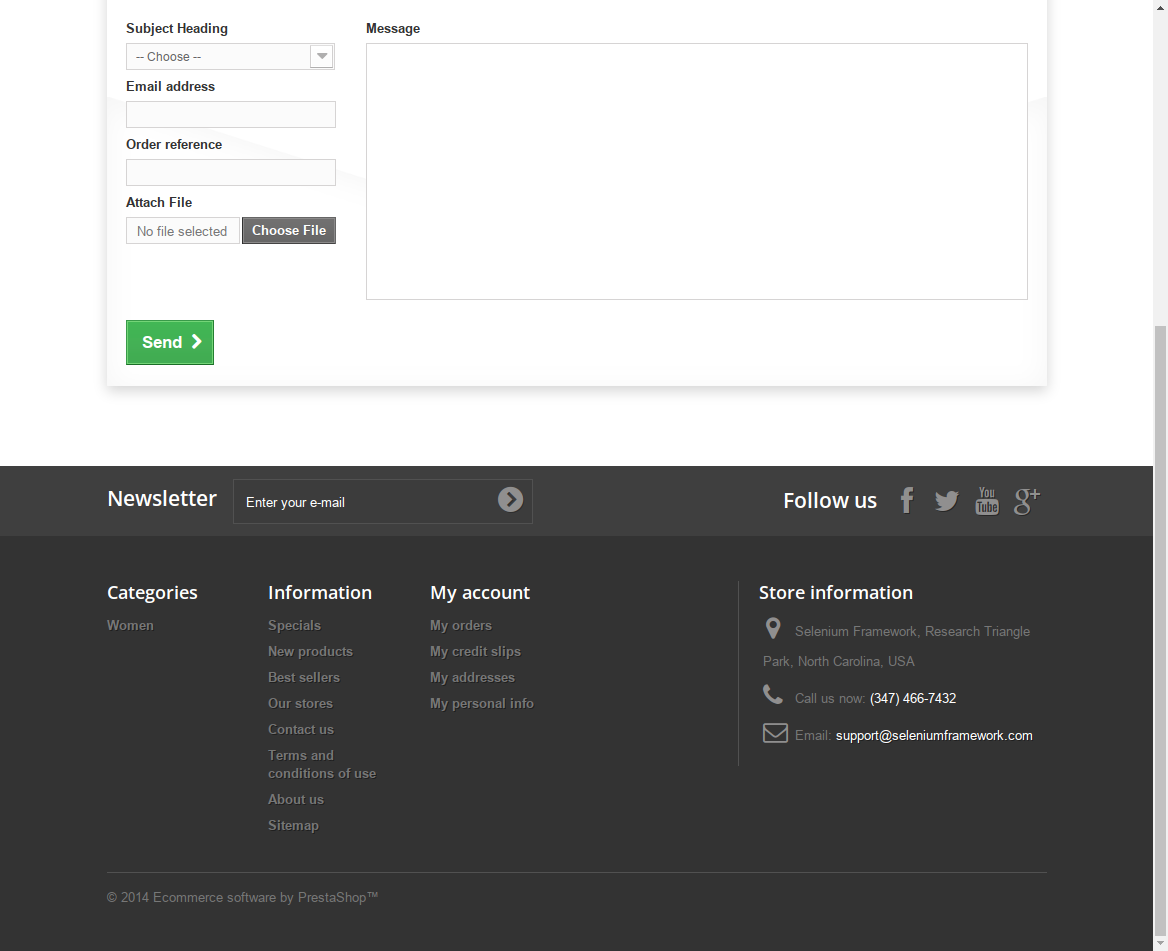 Subject Heading
-- Choose --
Email address
Order reference
Attach File
No file selected Choose File
Message
Send
Newsletter Enter your e-mail
Follow us
You
Tube
g+
Categories
Women
Information
Specials
New products
Best sellers
Our stores
Contact us
Terms and
conditions of use
About us
Sitemap
My account
My orders
My credit slips
My addresses
My personal info
Store information
Selenium Framework, Research Triangle
Park, North Carolina, USA
Call us now: (347) 466-7432
Email: support@seleniumframework.com
© 2014 Ecommerce software by PrestaShop™